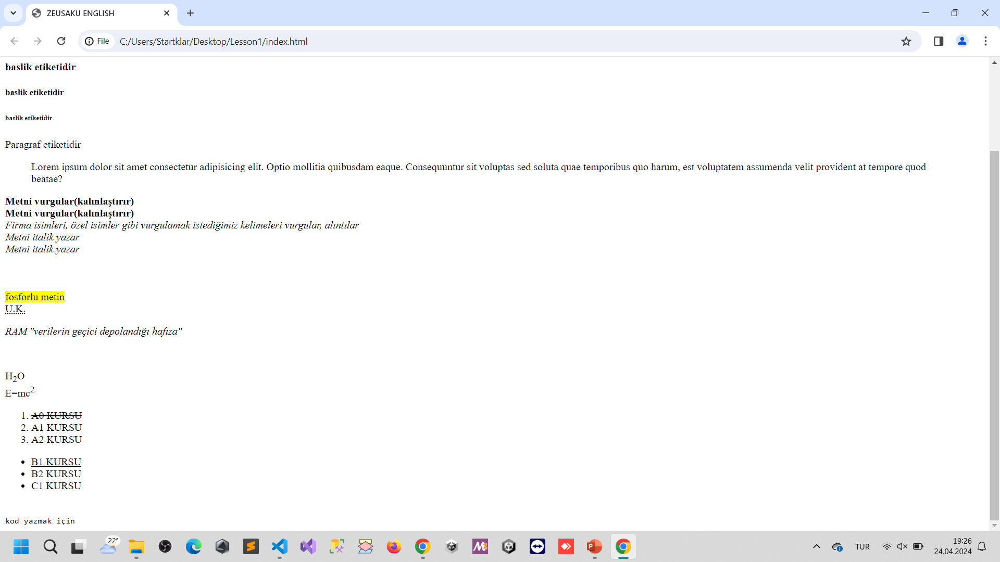 ZEUSAKU ENGLISH
File
C:/Users/Startklar/Desktop/Lesson1/index.html
baslik etiketidir
baslik etiketidir
baslik etiketidir
Paragraf etiketidir
Lorem ipsum dolor sit amet consectetur adipisicing elit. Optio mollitia quibusdam eaque. Consequuntur sit voluptas sed soluta quae temporibus quo harum, est voluptatem assumenda velit provident at tempore quod
beatae?
Metni vurgular(kalınlaştırır)
Metni vurgular(kalınlaştırır)
Firma isimleri, özel isimler gibi vurgulamak istediğimiz kelimeleri vurgular, alıntılar
Metni italik yazar
Metni italik yazar
fosforlu metin
U.K.
RAM "verilerin geçici depolandığı hafıza"
H₂O
E=mc²
1. A0 KURSU
2. A1 KURSU
3. A2 KURSU
• B1 KURSU
• B2 KURSU
• C1 KURSU
kod yazmak için
22°
TUR
19:26
24.04.2024